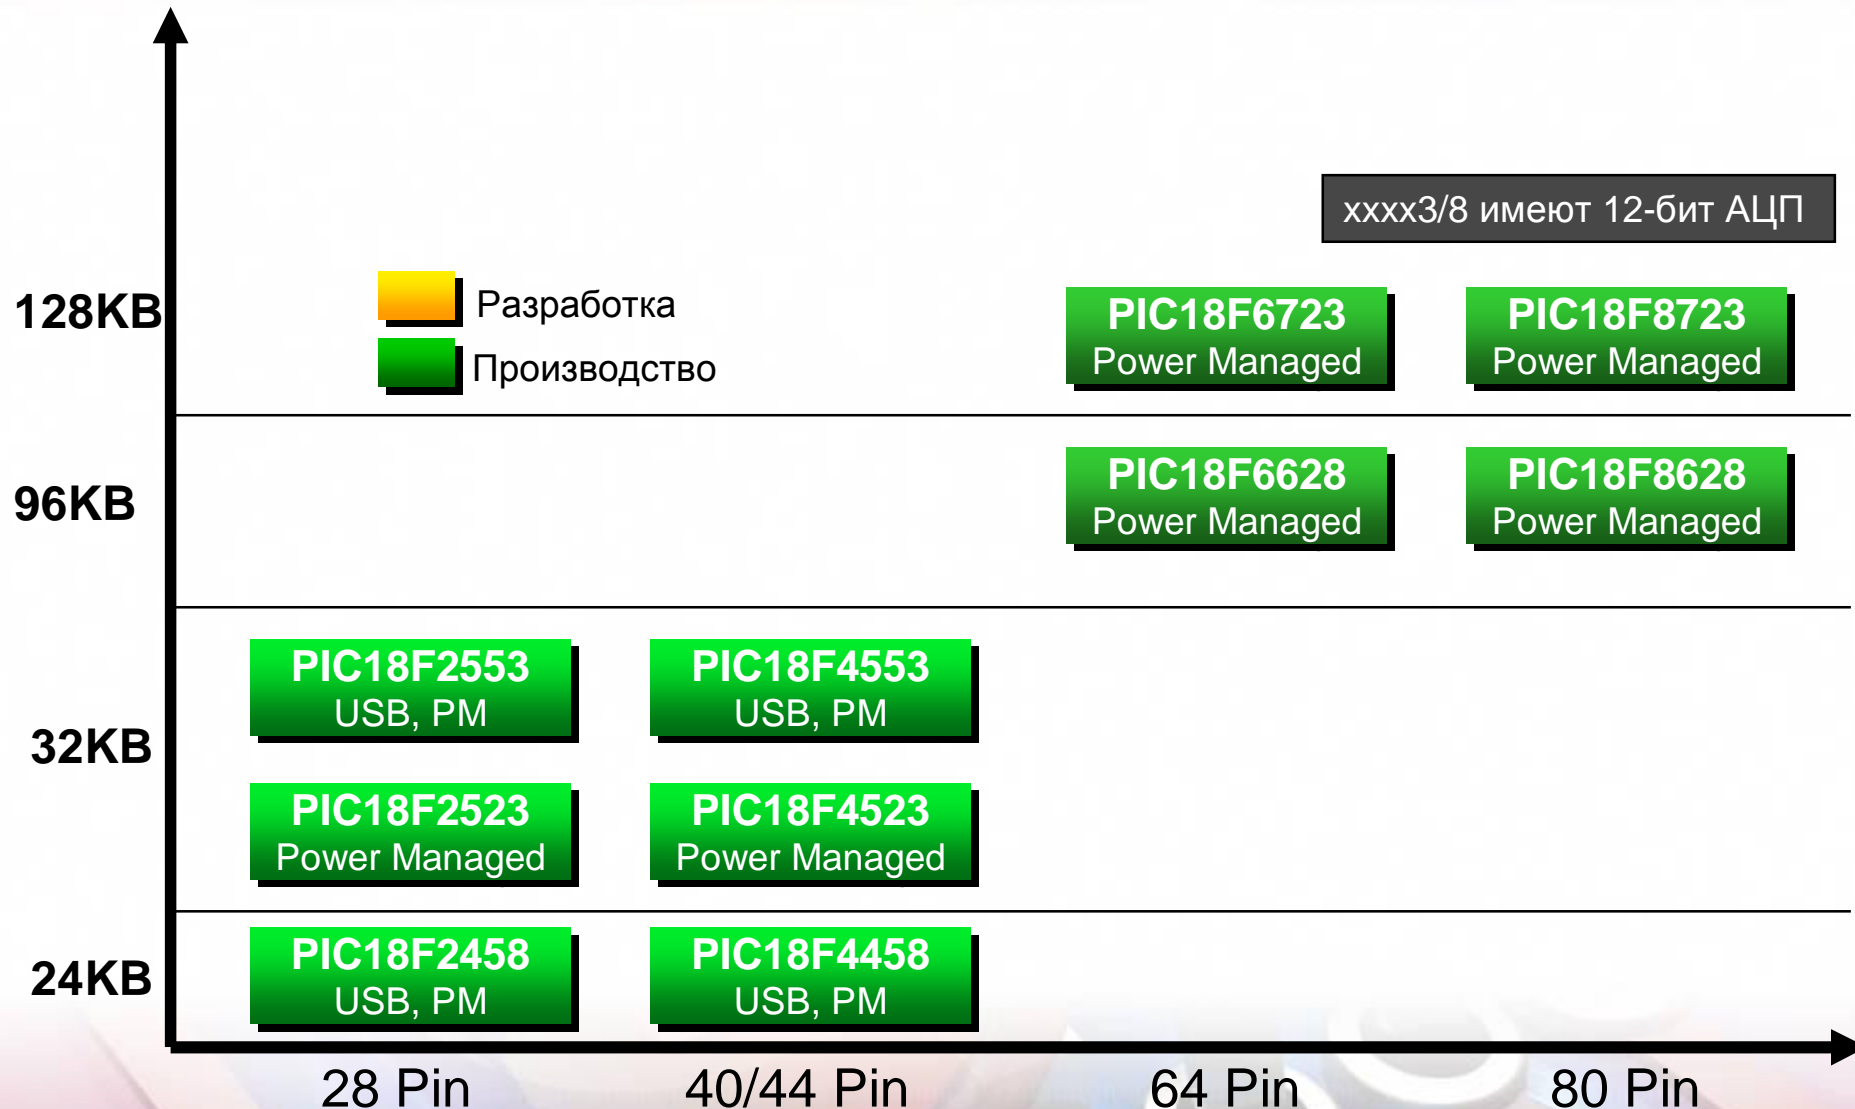 xxxx3/8 имеют 12-бит АЦП
128KB
Разработка
Производство
PIC18F6723
Power Managed
PIC18F8723
Power Managed
96KB
PIC18F6628
Power Managed
PIC18F8628
Power Managed
32KB
PIC18F2553
USB, PM
PIC18F4553
USB, PM
PIC18F2523
Power Managed
PIC18F4523
Power Managed
24KB
PIC18F2458
USB, PM
PIC18F4458
USB, PM
28 Pin
40/44 Pin
64 Pin
80 Pin